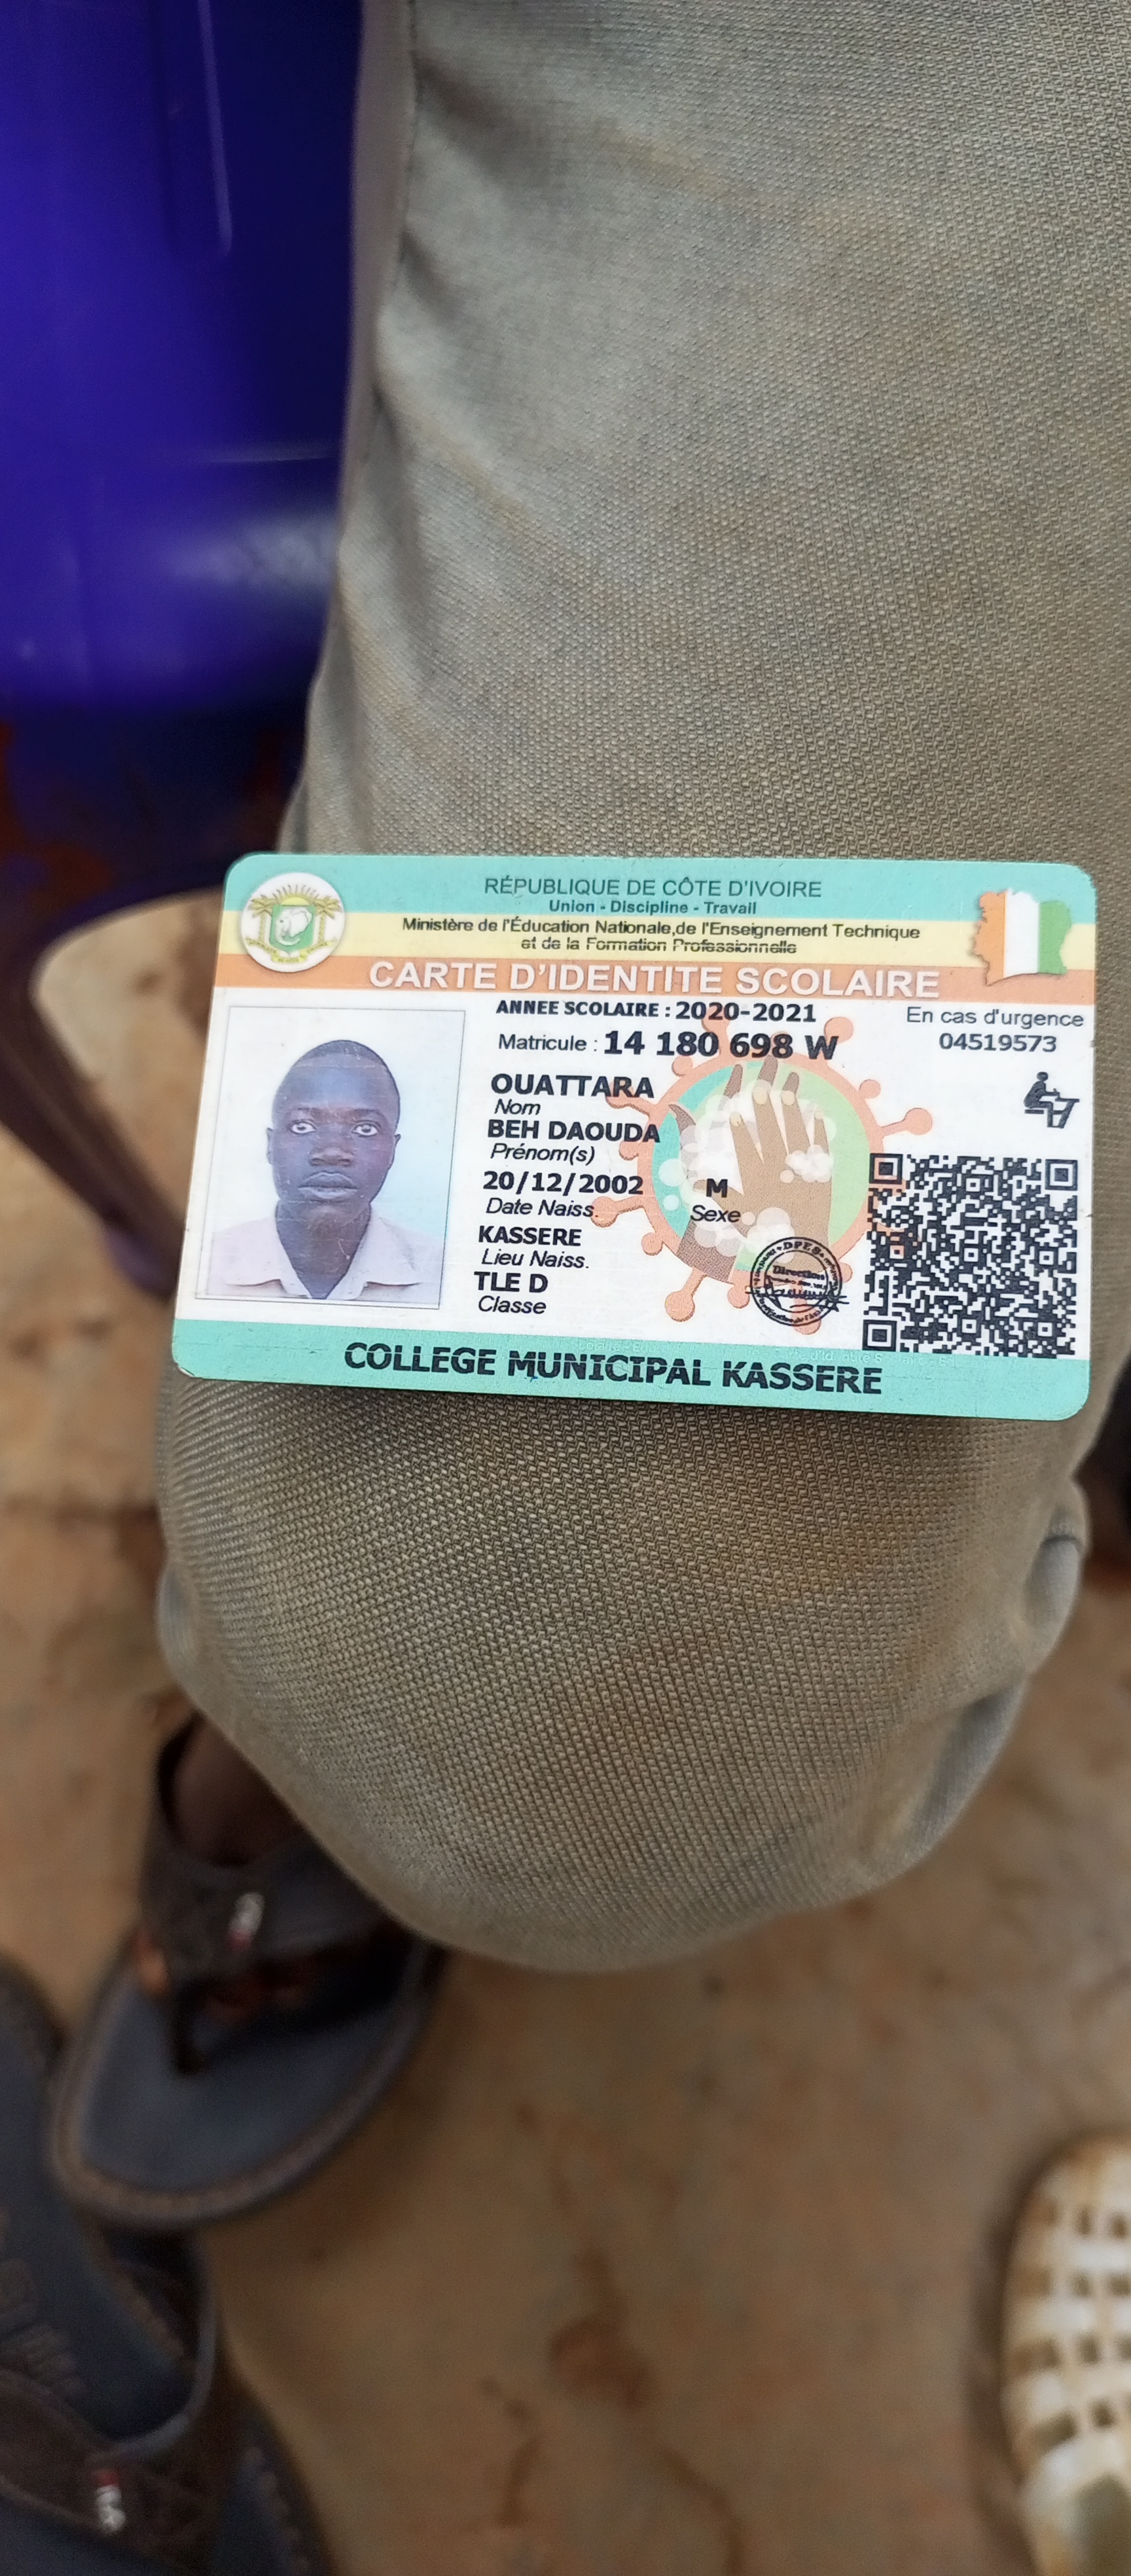 RÉPUBLIQUE DE CÔTE D'IVOIRE
Union - Discipline - Travail
Ministère de l'Éducation Nationale,de l'Enseignement Technique
et de la Formation Professionnelle
CARTE D'IDENTITE SCOLAIRE
ANNEE SCOLAIRE : 2020-2021
Matricule : 14 180 698 W
En cas d'urgence
04519573
OUATTARA
Nom
BEH DAOUDA
Prénom(s)
20/12/2002
Date Naiss.
M
Sexe
KASSERE
Lieu Naiss.
TLE D
Classe
DPES
Direction
COLLEGE MUNICIPAL KASSERE